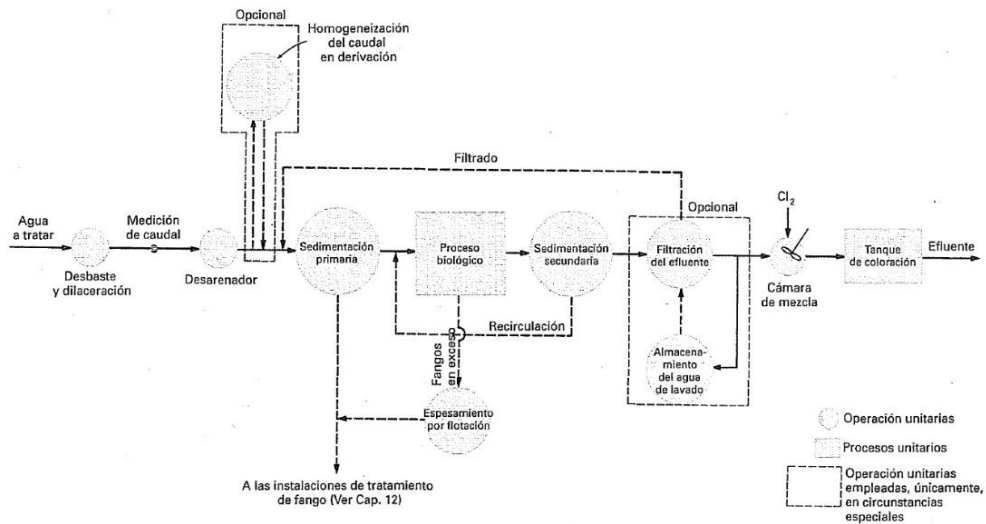 Opcional
Homogeneización
del caudal
en derivación
Filtrado
Opcional
Cl₂
Agua
a tratar
Medición
de caudal
Desbaste
y dilaceración
Desarenador
Sedimentación
primaria
Proceso
biológico
Sedimentación
secundaria
Filtración
del efluente
Cámara
de mezcla
Tanque
de coloración
Efluente
Recirculación
Fangos
en exceso
Almacena-
miento
del agua
de lavado
Espesamiento
por flotación
A las instalaciones de tratamiento
de fango (Ver Cap. 12)
Operación unitarias
Procesos unitarios
Operación unitarias
empleadas, únicamente,
en circunstancias
especiales